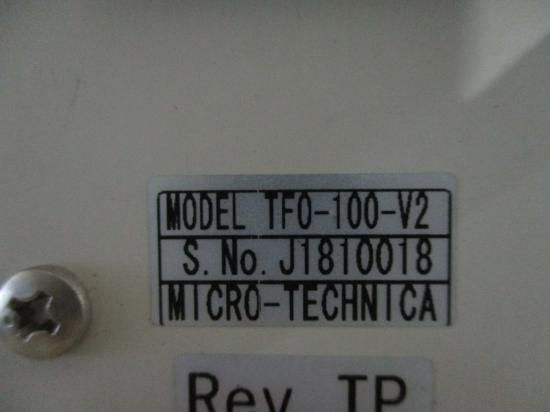 MODEL TFO-100-V2
S.No. J1810018
MICRO-TECHNICA
Rev TP